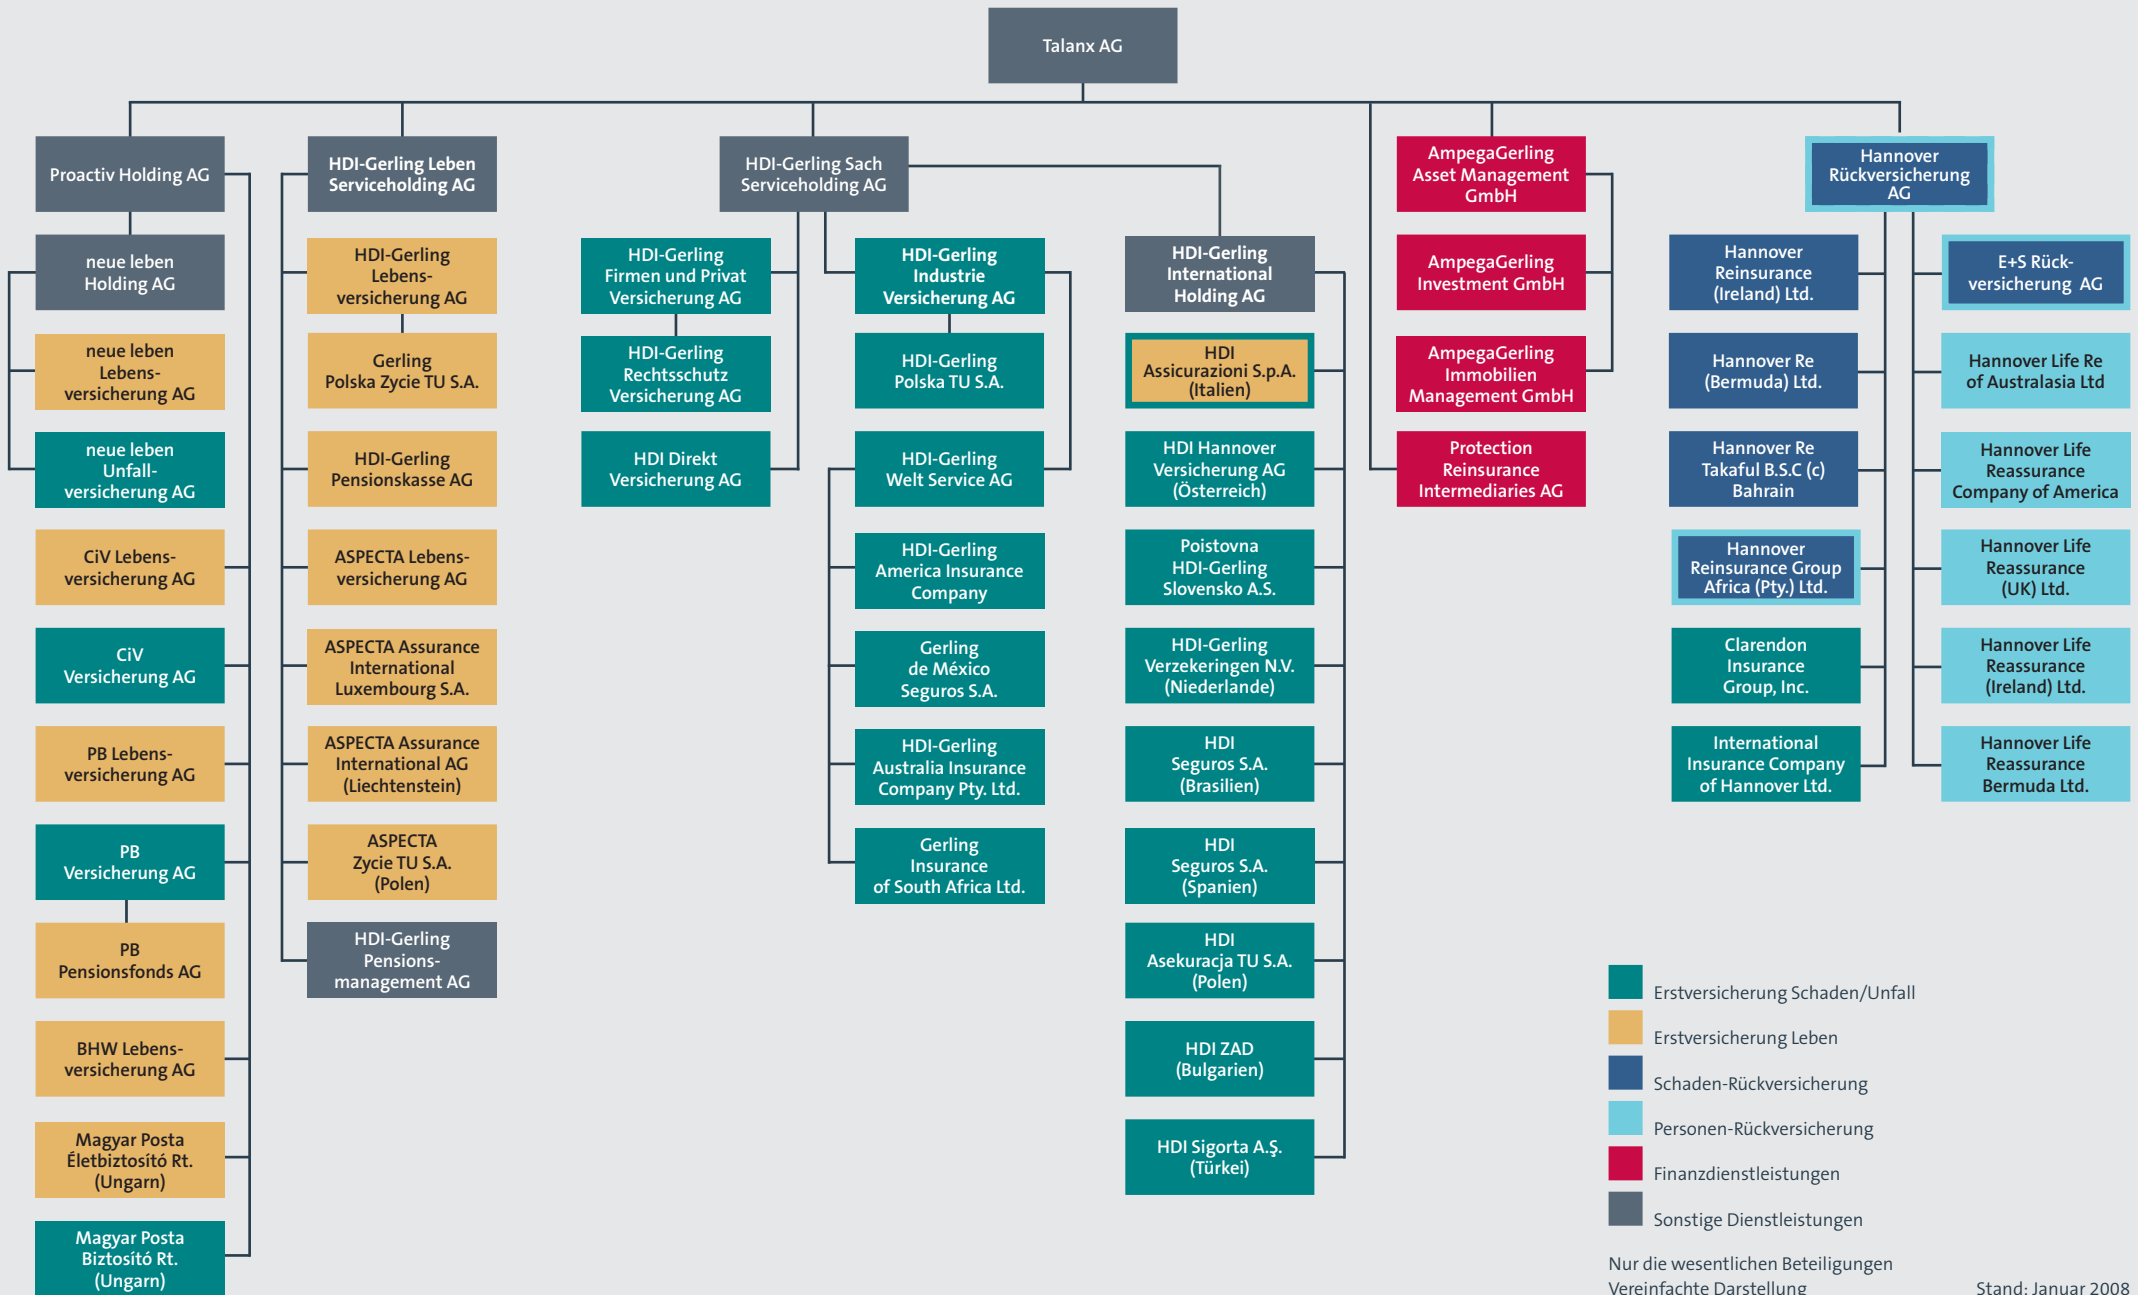 Talanx AG
Proactiv Holding AG
neue leben
Holding AG
neue leben
Lebens-
versicherung AG
neue leben
Unfall-
versicherung AG
CiV Lebens-
versicherung AG
CiV
Versicherung AG
PB Lebens-
versicherung AG
PB
Versicherung AG
PB
Pensionsfonds AG
BHW Lebens-
versicherung AG
Magyar Posta
Életbiztosító Rt.
(Ungarn)
Magyar Posta
Biztosító Rt.
(Ungarn)
HDI-Gerling Leben
Serviceholding AG
HDI-Gerling
Lebens-
versicherung AG
Gerling
Polska Zycie TU S.A.
HDI-Gerling
Pensionskasse AG
ASPECTA Lebens-
versicherung AG
ASPECTA Assurance
International
Luxembourg S.A.
ASPECTA Assurance
International AG
(Liechtenstein)
ASPECTA
Zycie TU S.A.
(Polen)
HDI-Gerling
Pensions-
management AG
HDI-Gerling Sach
Serviceholding AG
HDI-Gerling
Firmen und Privat
Versicherung AG
HDI-Gerling
Rechtsschutz
Versicherung AG
HDI Direkt
Versicherung AG
HDI-Gerling
Industrie
Versicherung AG
HDI-Gerling
Polska TU S.A.
HDI-Gerling
Welt Service AG
HDI-Gerling
America Insurance
Company
Gerling
de México
Seguros S.A.
HDI-Gerling
Australia Insurance
Company Pty. Ltd.
Gerling
Insurance
of South Africa Ltd.
HDI-Gerling
International
Holding AG
HDI
Assicurazioni S.p.A.
(Italien)
HDI Hannover
Versicherung AG
(Österreich)
Poistovna
HDI-Gerling
Slovensko A.S.
HDI-Gerling
Verzekeringen N.V.
(Niederlande)
HDI
Seguros S.A.
(Brasilien)
HDI
Seguros S.A.
(Spanien)
HDI
Asekuracja TU S.A.
(Polen)
HDI ZAD
(Bulgarien)
HDI Sigorta A.Ş.
(Türkei)
AmpegaGerling
Asset Management
GmbH
AmpegaGerling
Investment GmbH
AmpegaGerling
Immobilien
Management GmbH
Protection
Reinsurance
Intermediaries AG
Hannover
Rückversicherung
AG
Hannover
Reinsurance
(Ireland) Ltd.
Hannover Re
(Bermuda) Ltd.
Hannover Re
Takaful B.S.C (c)
Bahrain
Hannover
Reinsurance Group
Africa (Pty.) Ltd.
Clarendon
Insurance
Group, Inc.
International
Insurance Company
of Hannover Ltd.
E+S Rück-
versicherung AG
Hannover Life Re
of Australasia Ltd
Hannover Life
Reassurance
Company of America
Hannover Life
Reassurance
(UK) Ltd.
Hannover Life
Reassurance
(Ireland) Ltd.
Hannover Life
Reassurance
Bermuda Ltd.
Erstversicherung Schaden/Unfall
Erstversicherung Leben
Schaden-Rückversicherung
Personen-Rückversicherung
Finanzdienstleistungen
Sonstige Dienstleistungen
Nur die wesentlichen Beteiligungen
Vereinfachte Darstellung
Stand: Januar 2008